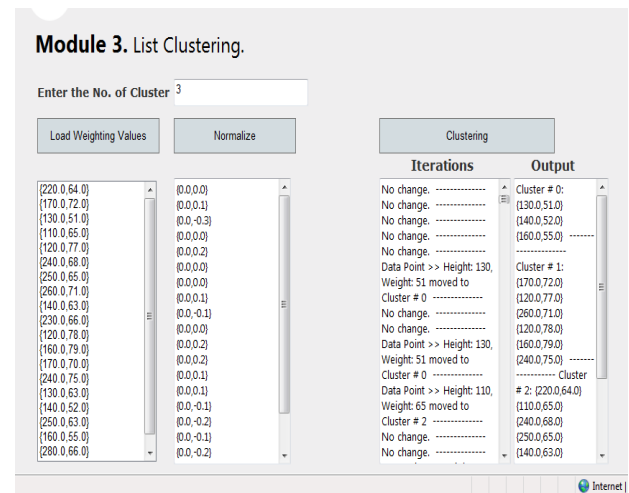 Module 3. List Clustering.
Enter the No. of Cluster 3
Load Weighting Values
Normalize
Clustering
Iterations
Output
{220.0,64.0}
{170.0,72.0}
{130.0,51.0}
{110.0,65.0}
{120.0,77.0}
{240.0,68.0}
{250.0,65.0}
{260.0,71.0}
{140.0,63.0}
{230.0,66.0}
{120.0,78.0}
{160.0,79.0}
{170.0,70.0}
{240.0,75.0}
{130.0,63.0}
{140.0,52.0}
{250.0,63.0}
{160.0,55.0}
{280.0,66.0}
{0.0,0.0}
{0.0,0.1}
{0.0,-0.3}
{0.0,0.0}
{0.0,0.2}
{0.0,0.0}
{0.0,0.0}
{0.0,0.1}
{0.0,-0.1}
{0.0,0.0}
{0.0,0.2}
{0.0,0.2}
{0.0,0.1}
{0.0,0.1}
{0.0,-0.1}
{0.0,-0.2}
{0.0,-0.1}
{0.0,-0.2}
No change. --------------
No change. --------------
No change. --------------
No change. --------------
No change. --------------
Data Point >> Height: 130,
Weight: 51 moved to
Cluster # 0 --------------
No change. --------------
No change. --------------
Data Point >> Height: 130,
Weight: 51 moved to
Cluster # 0 --------------
Data Point >> Height: 110,
Weight: 65 moved to
Cluster # 2 --------------
No change. --------------
No change. --------------
Cluster # 0:
{130.0,51.0}
{140.0,52.0}
{160.0,55.0} -------
--------------
Cluster # 1:
{170.0,72.0}
{120.0,77.0}
{260.0,71.0}
{120.0,78.0}
{160.0,79.0}
{240.0,75.0} -------
----------- Cluster
# 2: {220.0,64.0}
{110.0,65.0}
{240.0,68.0}
{250.0,65.0}
{140.0,63.0}
Internet |